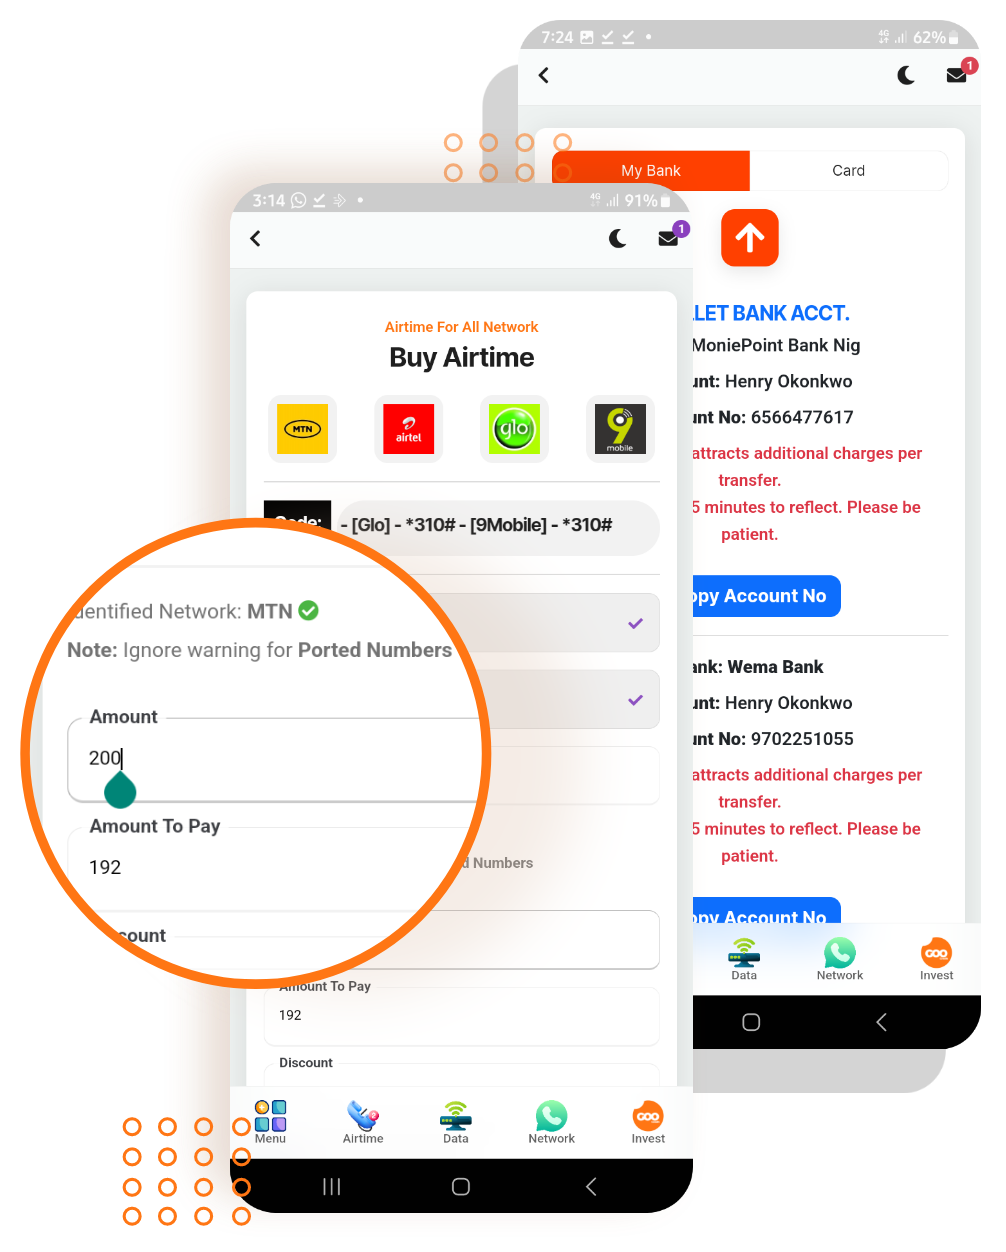 7:24
62%
1
My Bank
Card
LET BANK ACCT.
MoniePoint Bank Nig
unt: Henry Okonkwo
unt No: 6566477617
attracts additional charges per
transfer.
5 minutes to reflect. Please be
patient.
opy Account No
ank: Wema Bank
unt: Henry Okonkwo
unt No: 9702251055
attracts additional charges per
transfer.
5 minutes to reflect. Please be
patient.
opy Account No
Data
Network
Invest
3:14
4G
91%
1
Airtime For All Network
Buy Airtime
MTN
airtel
glo
9
mobile
Code:
- [Glo] - *310# - [9Mobile] - *310#
dentified Network: MTN
Note: Ignore warning for Ported Numbers
Amount
200
Amount To Pay
192
count
d Numbers
Amount To Pay
192
Discount
Menu
Airtime
Data
Network
Invest